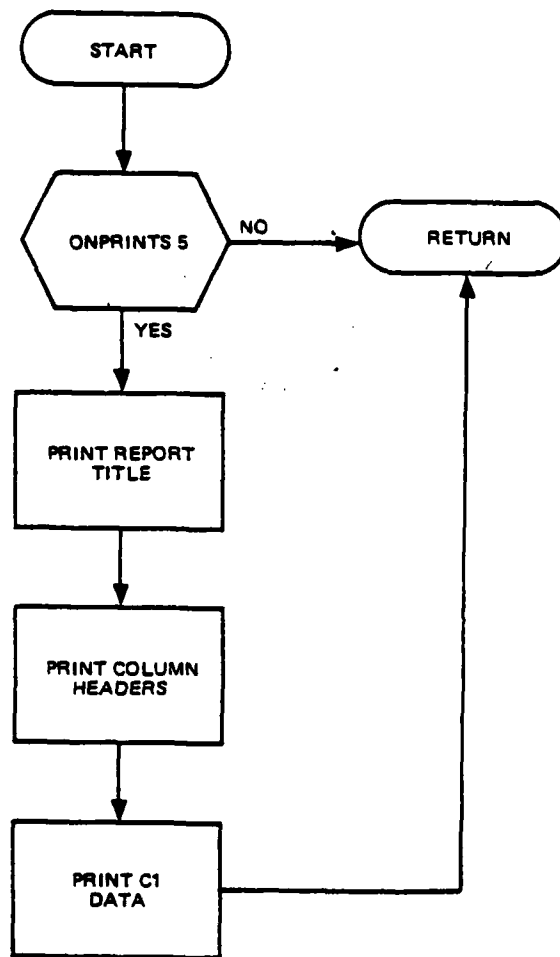 START
ONPRINTS 5
NO
RETURN
YES
PRINT REPORT
TITLE
PRINT COLUMN
HEADERS
PRINT C1
DATA